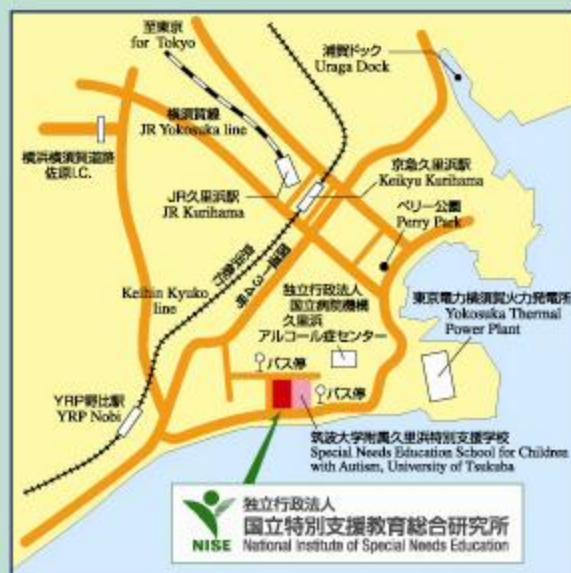 至東京
for Tokyo
浦賀ドック
Uraga Dock
横須賀線
JR Yokosuka line
横浜横須賀道路
佐原I.C.
京急久里浜駅
Keikyu Kurihama
JR久里浜駅
JR Kurihama
ペリー公園
Perry Park
京浜急行
国道134号
Keihin Kyuko
line
独立行政法人
国立病院機構
久里浜
アルコール症センター
東京電力横須賀火力発電所
Yokosuka Thermal
Power Plant
バス停
バス停
YRP野比駅
YRP Nobi
筑波大学附属久里浜特別支援学校
Special Needs Education School for Children
with Autism, University of Tsukuba
独立行政法人
国立特別支援教育総合研究所
NISE National Institute of Special Needs Education